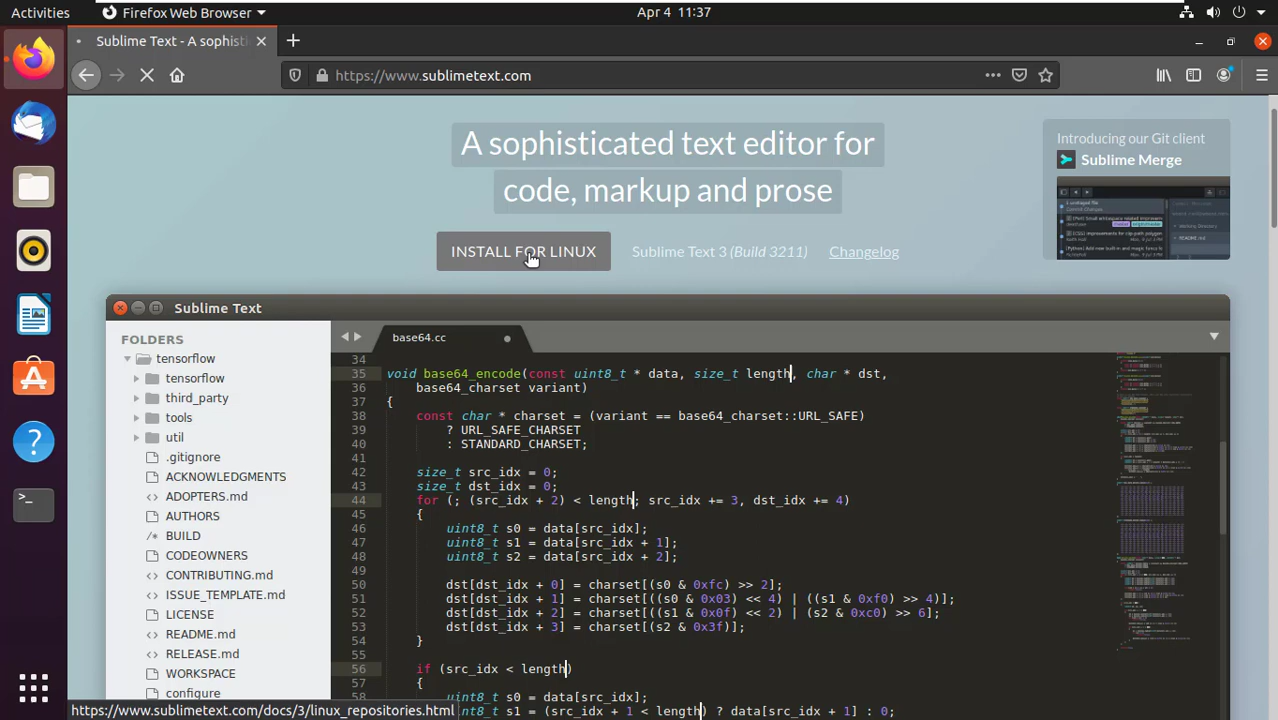 Activities
Firefox Web Browser
Apr 4 11:37
Sublime Text - A sophist
https://www.sublimetext.com
A sophisticated text editor for
code, markup and prose
Introducing our Git client
Sublime Merge
INSTALL FOR LINUX
Sublime Text 3 (Build 3211)
Changelog
Sublime Text
FOLDERS
tensorflow
tensorflow
third_party
tools
util
.gitignore
ACKNOWLEDGMENTS
ADOPTERS.md
AUTHORS
BUILD
CODEOWNERS
CONTRIBUTING.md
ISSUE_TEMPLATE.md
LICENSE
README.md
RELEASE.md
WORKSPACE
configure
base64.cc
34
35 void base64_encode(const uint8_t * data, size_t length, char * dst,
36 base64_charset variant)
37 {
38 const char * charset = (variant == base64_charset::URL_SAFE)
39 ? URL_SAFE_CHARSET
40 : STANDARD_CHARSET;
41
42 size_t src_idx = 0;
43 size_t dst_idx = 0;
44 for (; (src_idx + 2) < length; src_idx += 3, dst_idx += 4)
45 {
46 uint8_t s0 = data[src_idx];
47 uint8_t s1 = data[src_idx + 1];
48 uint8_t s2 = data[src_idx + 2];
49
50 dst[dst_idx + 0] = charset[(s0 & 0xfc) >> 2];
51 dst[dst_idx + 1] = charset[((s0 & 0x03) << 4) | ((s1 & 0xf0) >> 4)];
52 dst[dst_idx + 2] = charset[((s1 & 0x0f) << 2) | (s2 & 0xc0) >> 6];
53 dst[dst_idx + 3] = charset[(s2 & 0x3f)];
54 }
55
56 if (src_idx < length)
57 {
58 uint8_t s0 = data[src_idx];
uint8_t s1 = (src_idx + 1 < length) ? data[src_idx + 1] : 0;
https://www.sublimetext.com/docs/3/linux_repositories.html